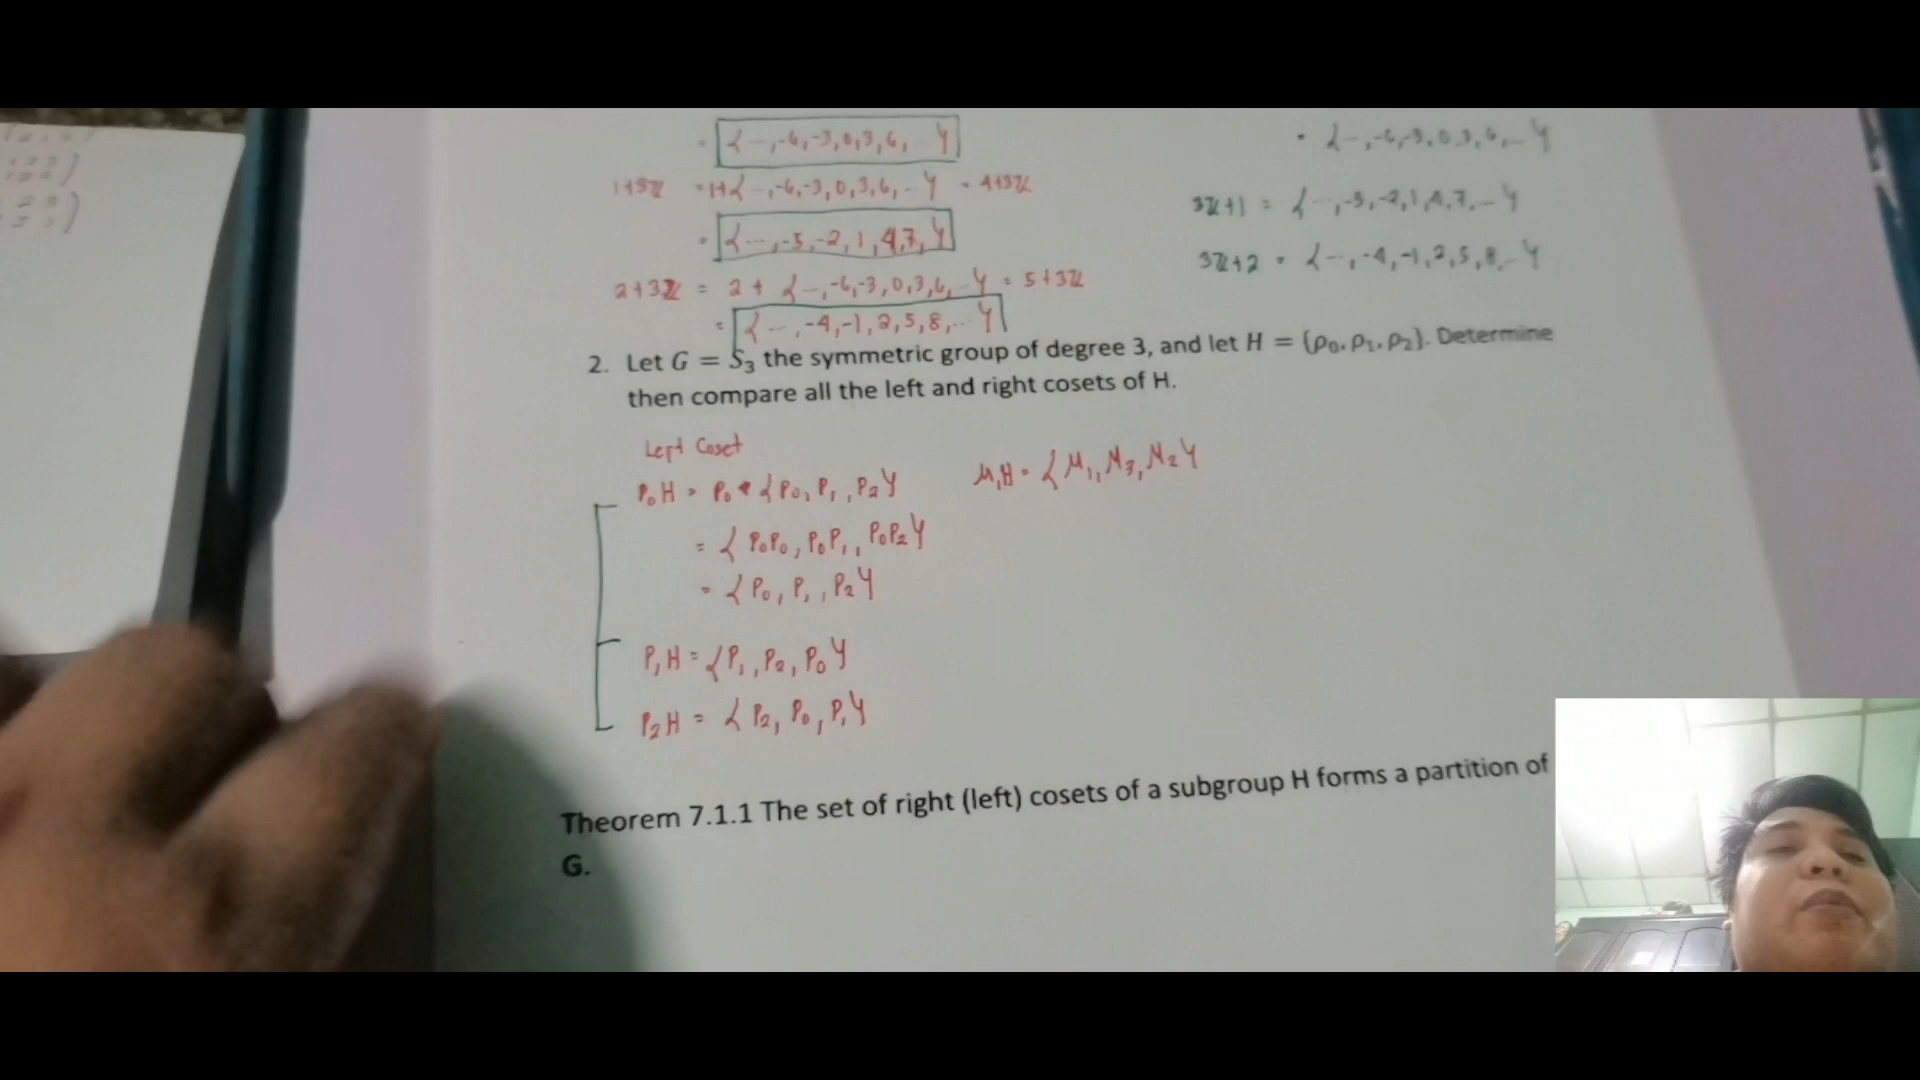 = {…, -6, -3, 0, 3, 6, … }
1+3ℤ = 1+{…, -6, -3, 0, 3, 6, … } = 4+3ℤ
= {…, -5, -2, 1, 4, 7, }
2+3ℤ = 2 + {…, -6, -3, 0, 3, 6, … } = 5+3ℤ
= {…, -4, -1, 2, 5, 8, … }
= {…, -6, -3, 0, 3, 6, … }
3ℤ+1 = {…, -5, -2, 1, 4, 7, … }
3ℤ+2 = {…, -4, -1, 2, 5, 8, … }
2. Let G = S₃ the symmetric group of degree 3, and let H = {ρ₀, ρ₁, ρ₂}. Determine
then compare all the left and right cosets of H.
Left Coset
ρ₀H = ρ₀ • {ρ₀, ρ₁, ρ₂}
= {ρ₀ρ₀, ρ₀ρ₁, ρ₀ρ₂}
= {ρ₀, ρ₁, ρ₂}
ρ₁H = {ρ₁, ρ₂, ρ₀}
ρ₂H = {ρ₂, ρ₀, ρ₁}
μ₁H = {μ₁, μ₃, μ₂}
Theorem 7.1.1 The set of right (left) cosets of a subgroup H forms a partition of
G.